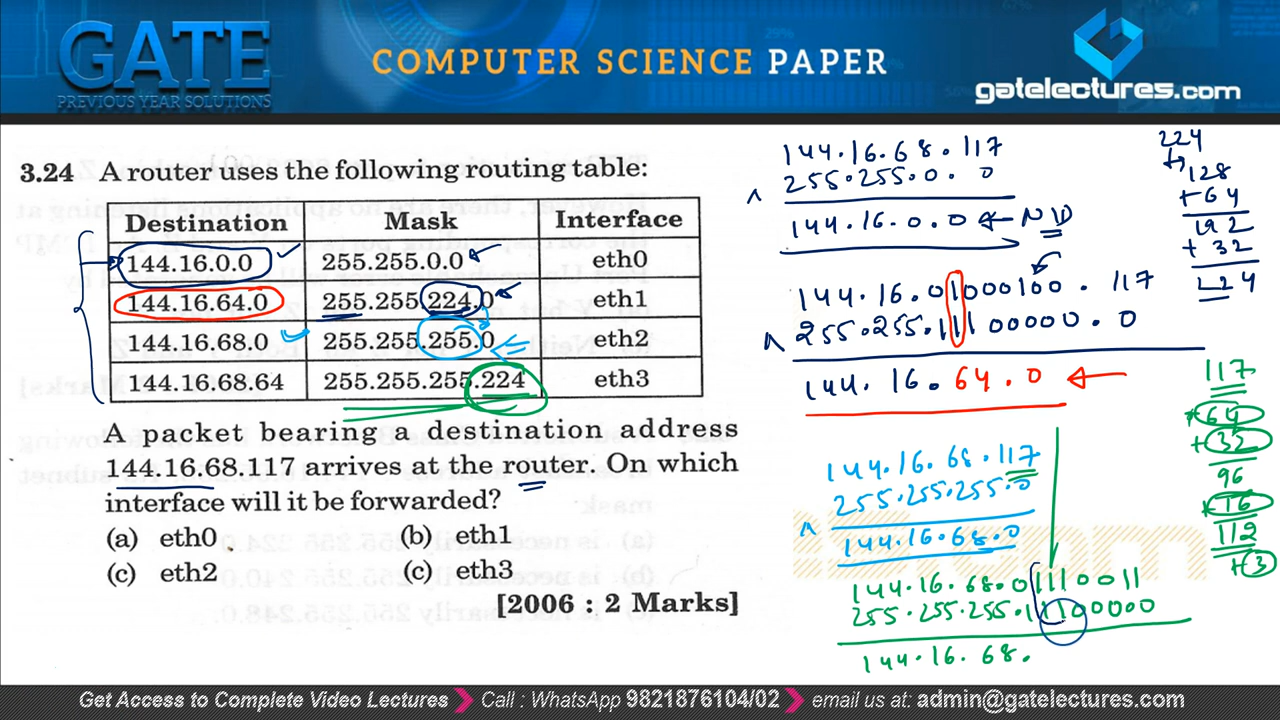 GATE
PREVIOUS YEAR SOLUTIONS
COMPUTER SCIENCE PAPER
gatelectures.com
3.24 A router uses the following routing table:
Destination Mask Interface
144.16.0.0 255.255.0.0 eth0
144.16.64.0 255.255.224.0 eth1
144.16.68.0 255.255.255.0 eth2
144.16.68.64 255.255.255.224 eth3
A packet bearing a destination address
144.16.68.117 arrives at the router. On which
interface will it be forwarded?
(a) eth0 (b) eth1
(c) eth2 (c) eth3
[2006 : 2 Marks]
144.16.68.117
255.255.0.0
^
144.16.0.0 ← NID
144.16.01000100.117
^ 255.255.11100000.0
144.16.64.0 ←
144.16.68.117
255.255.255.0
^
144.16.68.0
144.16.68.01110011
255.255.255.11100000
144.16.68.
224
128
+64
192
+32
224
117
+64
+32
96
+16
112
+3
Get Access to Complete Video Lectures
Call : WhatsApp 9821876104/02
email us at: admin@gatelectures.com